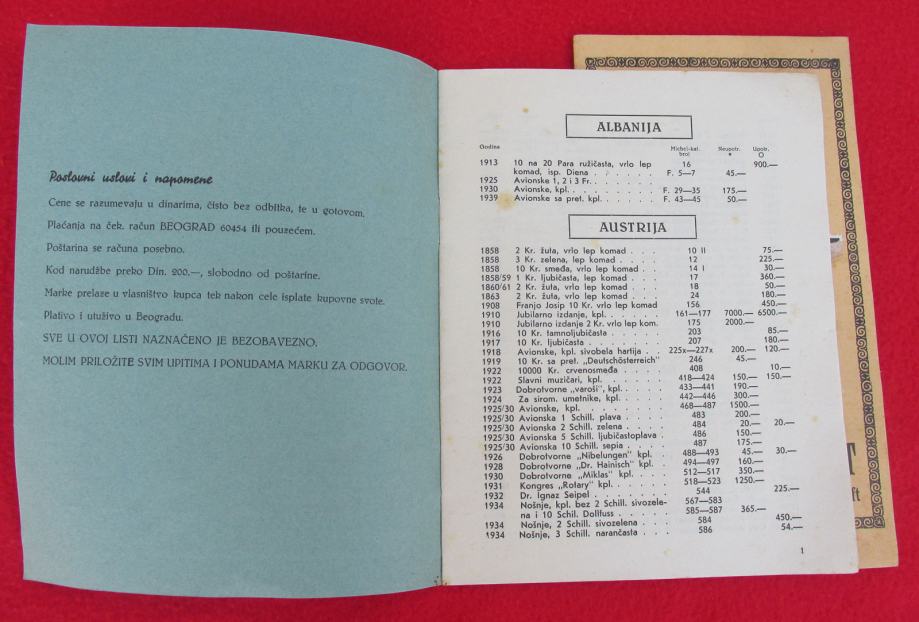 Poslovni uslovi i napomene
Cene se razumevaju u dinarima, čisto bez odbitka, te u gotovom.
Plaćanja na ček. račun BEOGRAD 60454 ili pouzećem.
Poštarina se računa posebno.
Kod narudžbe preko Din. 200.—, slobodno od poštarine.
Marke prelaze u vlasništvo kupca tek nakon cele isplate kupovne svote.
Plativo i utuživo u Beogradu.
SVE U OVOJ LISTI NAZNAČENO JE BEZOBAVEZNO.
MOLIM PRILOŽITE SVIM UPITIMA I PONUDAMA MARKU ZA ODGOVOR.
ALBANIJA
Godina Michel-kat. broj Neupotr. * Upotr. O
1913 10 na 20 Para ružičasta, vrlo lep 16 900.—
komad, isp. Diena . . . . . . F. 5—7 45.—
1925 Avionske 1, 2 i 3 Fr. . . . . .
1930 Avionske, kpl. . . . . . . . F. 29—35 175.—
1939 Avionske sa pret. kpl. . . . . F. 43—45 50.—
AUSTRIJA
1858 2 Kr. žuta, vrlo lep komad . . . 10 II 75.—
1858 3 Kr. zelena, lep komad . . . . 12 225.—
1858 10 Kr. smeđa, vrlo lep komad . . 14 I 30.—
1858/59 1 Kr. ljubičasta, lep komad . . . 17 360.—
1860/61 2 Kr. žuta, vrlo lep komad . . . 18 50.—
1863 2 Kr. žuta, vrlo lep komad . . . 24 180.—
1908 Franjo Josip 10 Kr. vrlo lep komad 156 450.—
1910 Jubilarno izdanje, kpl. . . . . . 161—177 7000.— 6500.—
1910 Jubilarno izdanje 2 Kr. vrlo lep kom. 175 2000.—
1916 10 Kr. tamnoljubičasta . . . . . 203 85.—
1917 10 Kr. ljubičasta . . . . . . 207 180.—
1918 Avionske, kpl. sivobela hartija . . 225x—227x 200.— 120.—
1919 10 Kr. sa pret. „Deutschösterreich" 246 45.—
1922 10000 Kr. crvenosmeđa . . . . 408 10.—
1922 Slavni muzičari, kpl. . . . . . 418—424 150.— 150.—
1923 Dobrotvorne „varoši", kpl. . . . . 433—441 190.—
1924 Za sirom. umetnike, kpl. . . . . 442—446 300.—
1925/30 Avionske, kpl. . . . . . . . 468—487 1500.—
1925/30 Avionska 1 Schill. plava . . . . 483 200.—
1925/30 Avionska 2 Schill. zelena . . . . 484 20.— 20.—
1925/30 Avionska 5 Schill. ljubičastoplava . 486 150.—
1925/30 Avionska 10 Schill. sepia . . . . 487 175.—
1926 Dobrotvorne „Nibelungen" kpl. . . 488—493 45.— 30.—
1928 Dobrotvorne „Dr. Hainisch" kpl. . 494—497 160.—
1930 Dobrotvorne „Miklas" kpl. . . . 512—517 350.—
1931 Kongres „Rotary" kpl. . . . . . 518—523 1250.—
1932 Dr. Ignaz Seipel . . . . . . . 544 225.—
1934 Nošnje, kpl. bez 2 Schill. sivozele- 567—583
na i 10 Schil. Dollfuss . . . . 585—587 365.—
1934 Nošnje, 2 Schill. sivozelena . . . 584 450.—
1934 Nošnje, 3 Schill. narančasta . . . 586 54.—
1
T
ft